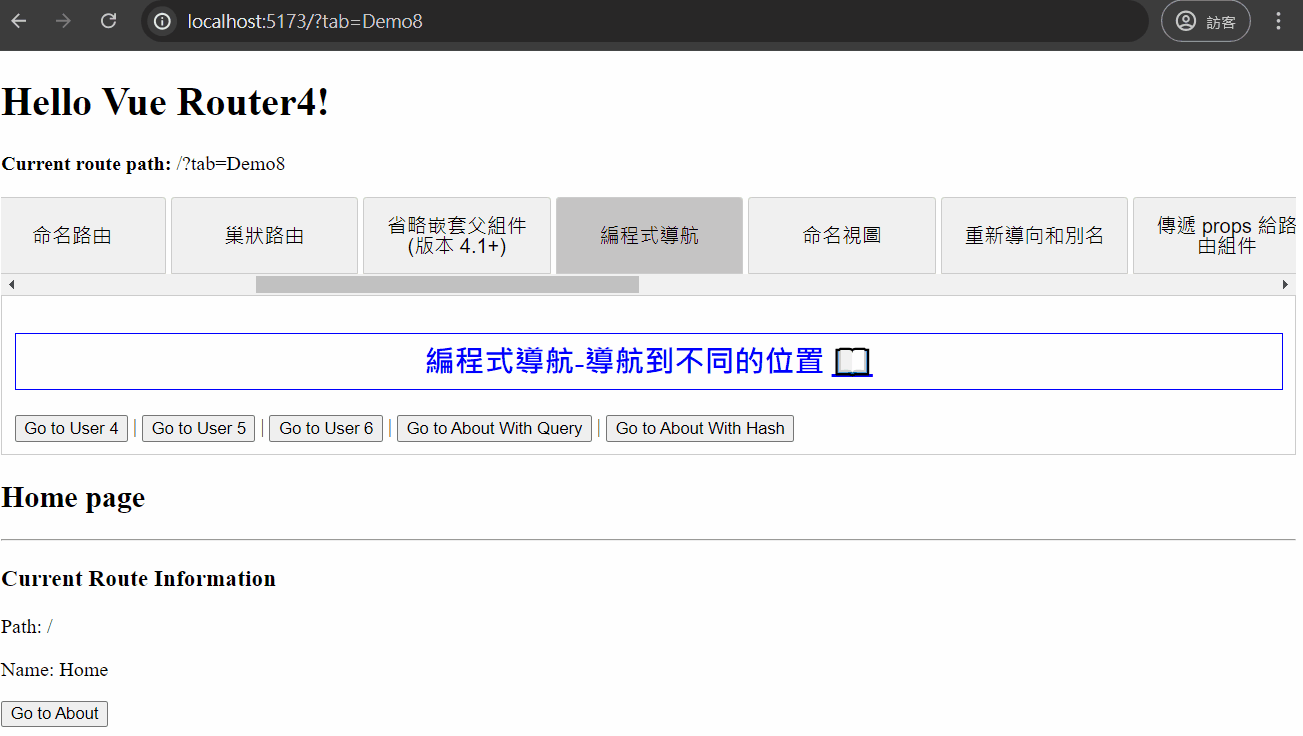 localhost:5173/?tab=Demo8
訪客
Hello Vue Router4!
Current route path: /?tab=Demo8
命名路由
巢狀路由
省略嵌套父組件
(版本 4.1+)
編程式導航
命名視圖
重新導向和別名
傳遞 props 給路
由組件
編程式導航-導航到不同的位置
Go to User 4 | Go to User 5 | Go to User 6 | Go to About With Query | Go to About With Hash
Home page
Current Route Information
Path: /
Name: Home
Go to About